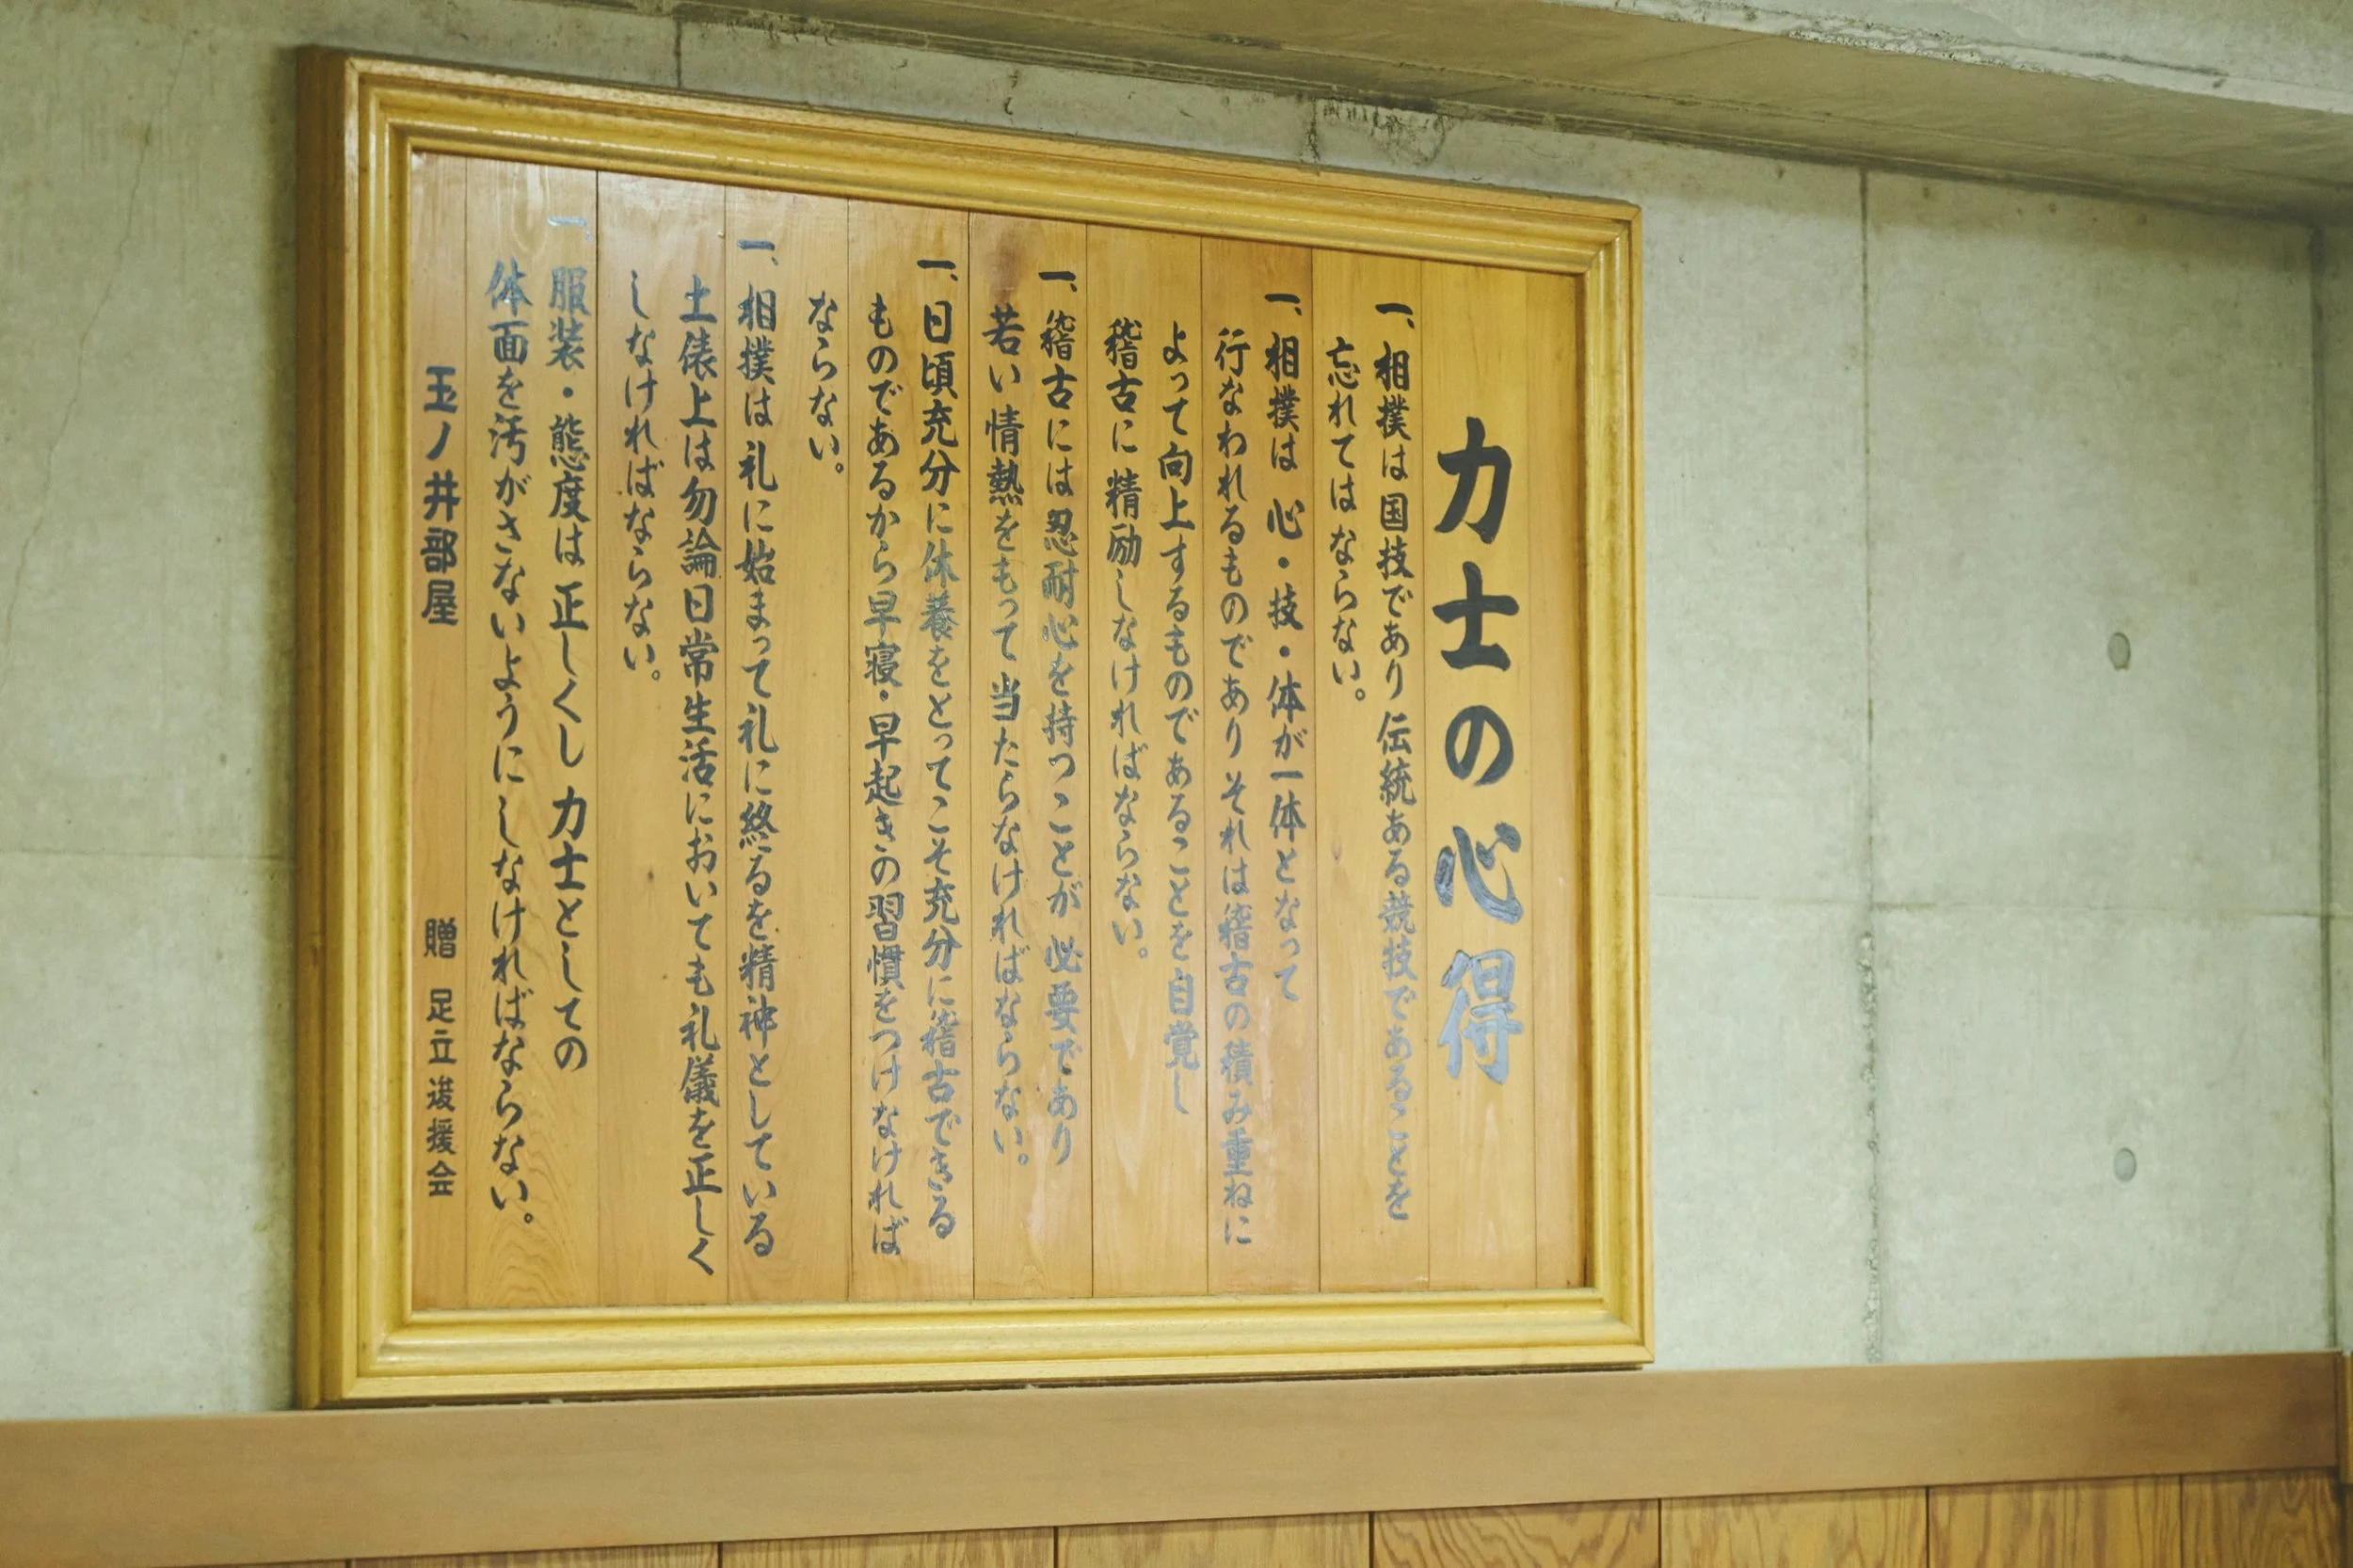 力士の心得
一、相撲は国技であり伝統ある競技であることを
忘れてはならない。
一、相撲は心・技・体が一体となって
行なわれるものでありそれは稽古の積み重ねに
よって向上するものであることを自覚し
稽古に精励しなければならない。
一、稽古には忍耐心を持つことが必要であり
若い情熱をもって当たらなければならない。
一、日頃充分に休養をとってこそ充分に稽古できる
ものであるから早寝・早起きの習慣をつけなければ
ならない。
一、相撲は礼に始まって礼に終るを精神としている
土俵上は勿論日常生活においても礼儀を正しく
しなければならない。
一、服装・態度は正しくし力士としての
体面を汚がさないようにしなければならない。
玉ノ井部屋 贈 足立後援会